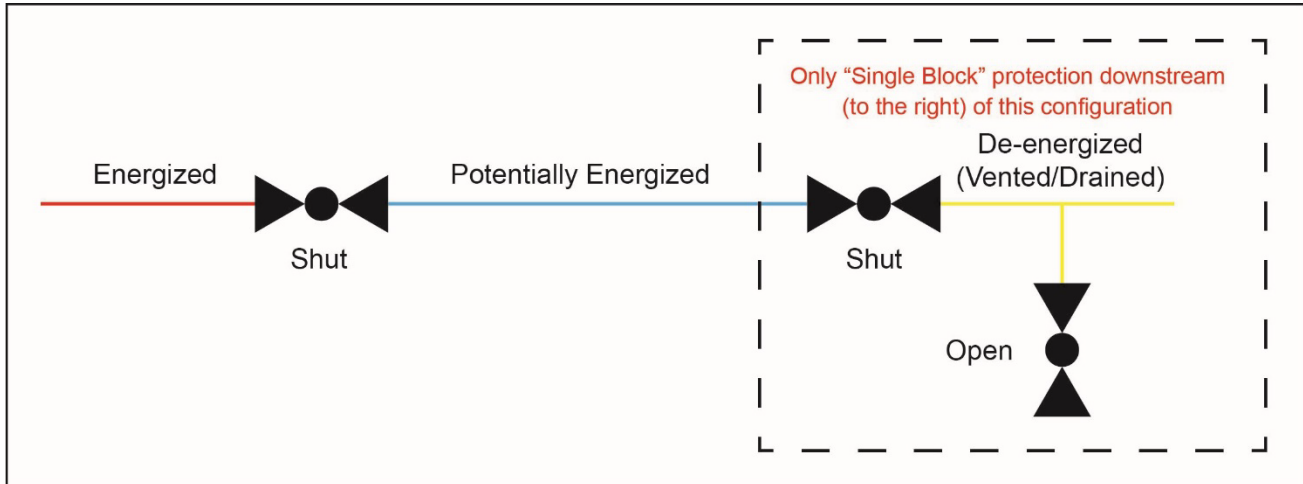 Only “Single Block” protection downstream
(to the right) of this configuration
Energized
Potentially Energized
De-energized
(Vented/Drained)
Shut
Shut
Open